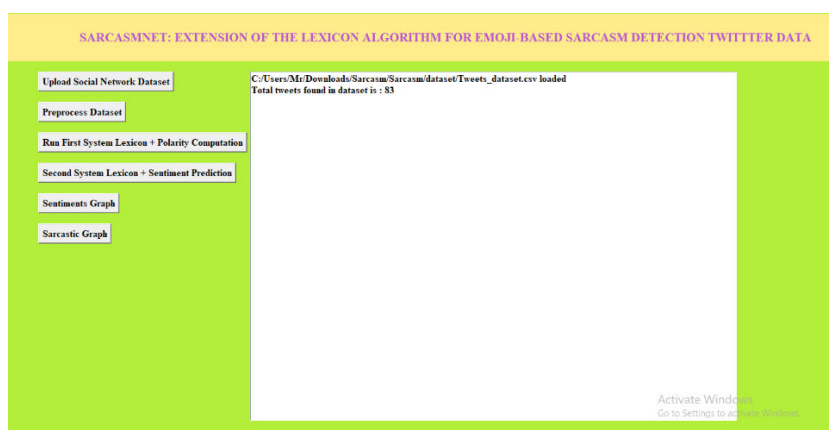 SARCASMNET: EXTENSION OF THE LEXICON ALGORITHM FOR EMOJI-BASED SARCASM DETECTION TWITTTER DATA
Upload Social Network Dataset
Preprocess Dataset
Run First System Lexicon + Polarity Computation
Second System Lexicon + Sentiment Prediction
Sentiments Graph
Sarcastic Graph
C:/Users/Mr/Downloads/Sarcasm/Sarcasm/dataset/Tweets_dataset.csv loaded
Total tweets found in dataset is : 83
Activate Windows
Go to Settings to activate Windows.